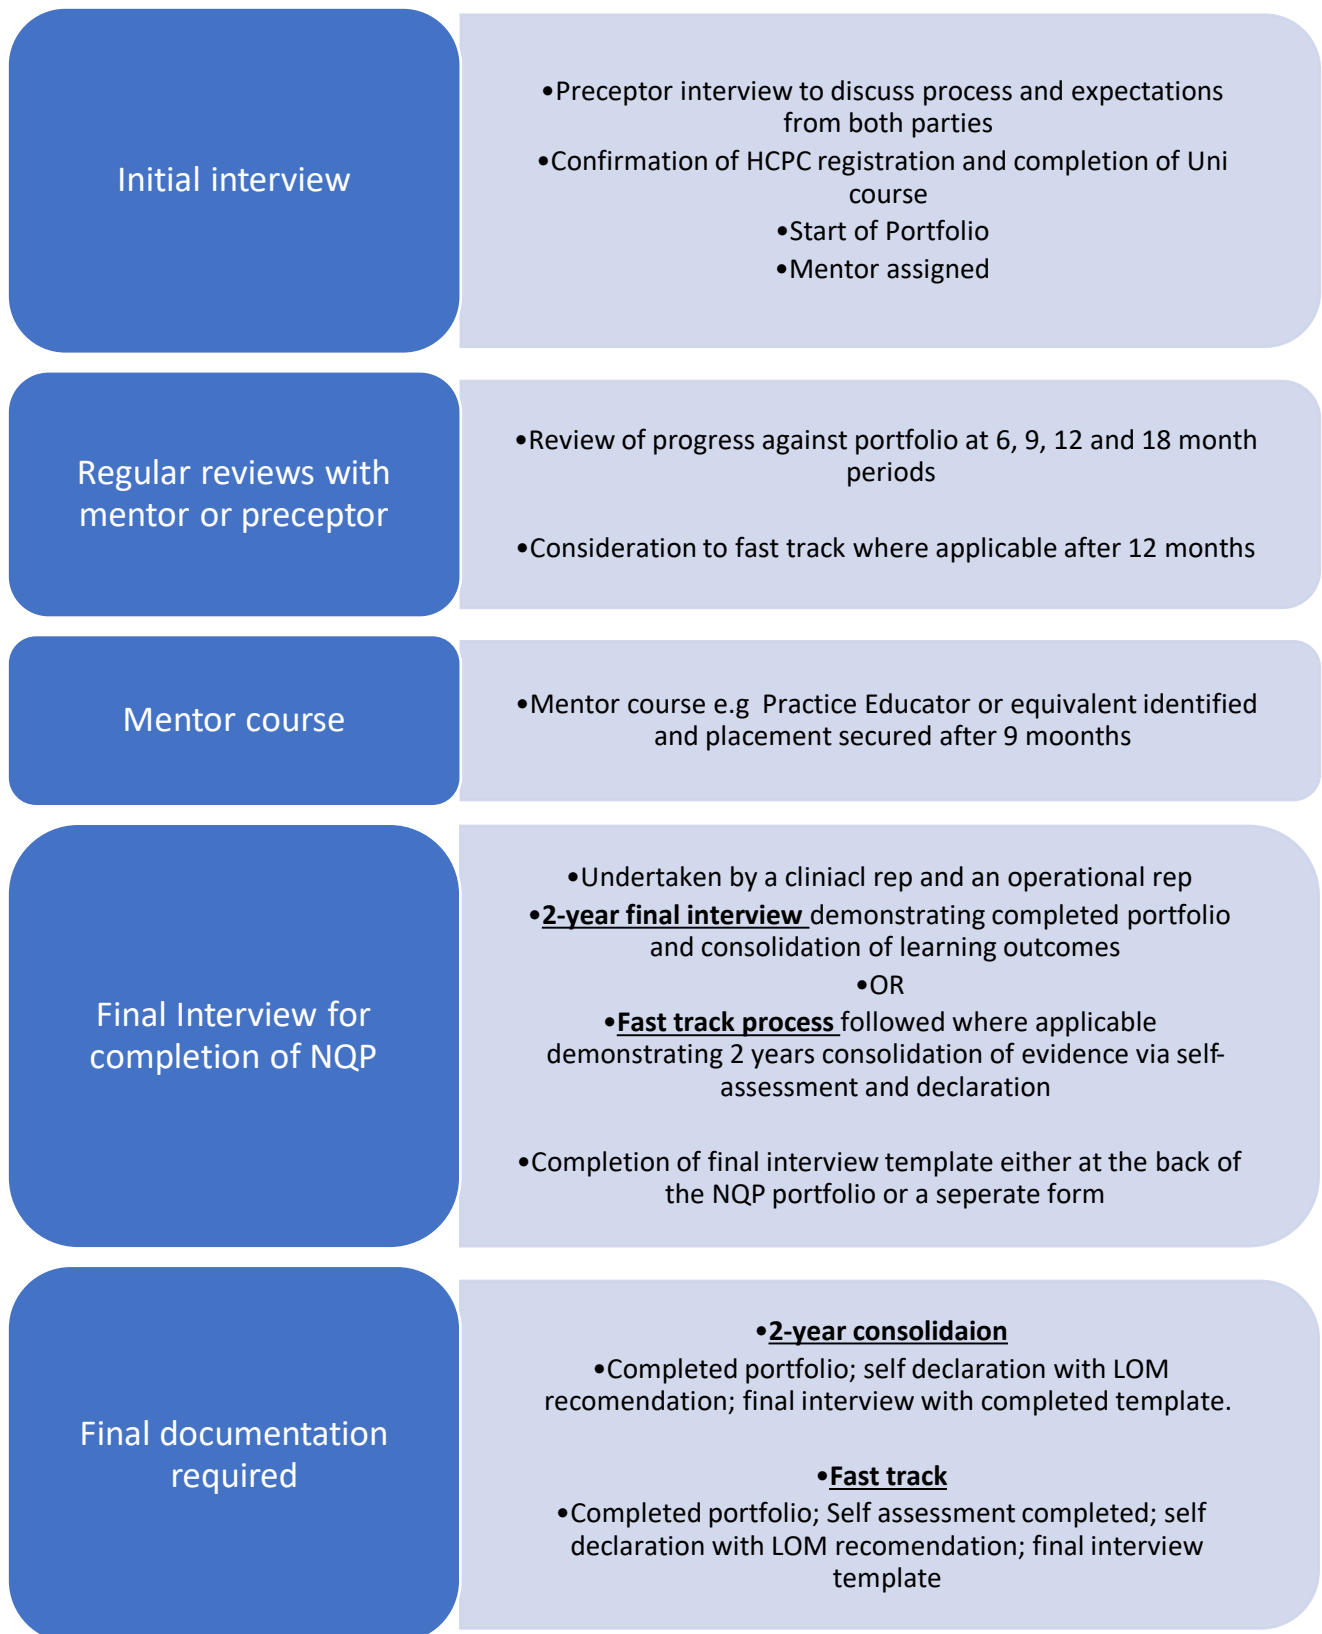 Initial interview
•Preceptor interview to discuss process and expectations
from both parties
•Confirmation of HCPC registration and completion of Uni
course
•Start of Portfolio
•Mentor assigned
Regular reviews with
mentor or preceptor
•Review of progress against portfolio at 6, 9, 12 and 18 month
periods
•Consideration to fast track where applicable after 12 months
Mentor course
•Mentor course e.g  Practice Educator or equivalent identified
and placement secured after 9 moonths
Final Interview for
completion of NQP
•Undertaken by a cliniacl rep and an operational rep
•2-year final interview demonstrating completed portfolio
and consolidation of learning outcomes
•OR
•Fast track process followed where applicable
demonstrating 2 years consolidation of evidence via self-
assessment and declaration
•Completion of final interview template either at the back of
the NQP portfolio or a seperate form
Final documentation
required
•2-year consolidaion
•Completed portfolio; self declaration with LOM
recomendation; final interview with completed template.
•Fast track
•Completed portfolio; Self assessment completed; self
declaration with LOM recomendation; final interview
template